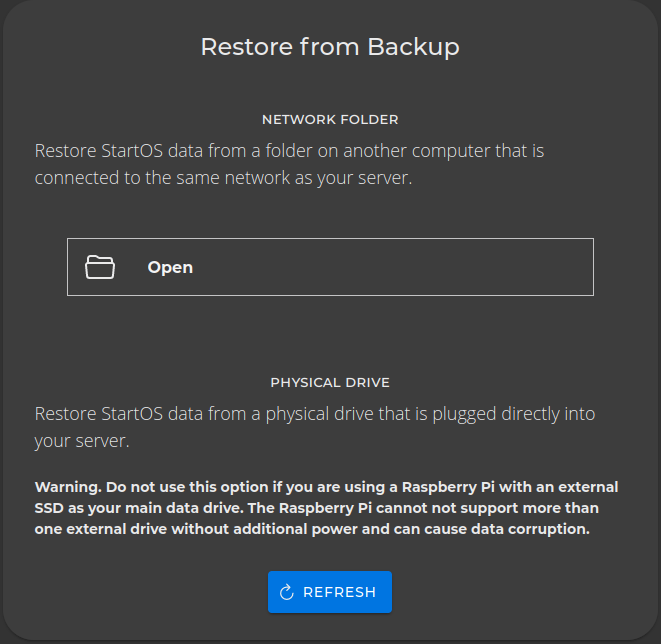 Restore from Backup
NETWORK FOLDER
Restore StartOS data from a folder on another computer that is
connected to the same network as your server.
Open
PHYSICAL DRIVE
Restore StartOS data from a physical drive that is plugged directly into
your server.
Warning. Do not use this option if you are using a Raspberry Pi with an external
SSD as your main data drive. The Raspberry Pi cannot not support more than
one external drive without additional power and can cause data corruption.
REFRESH